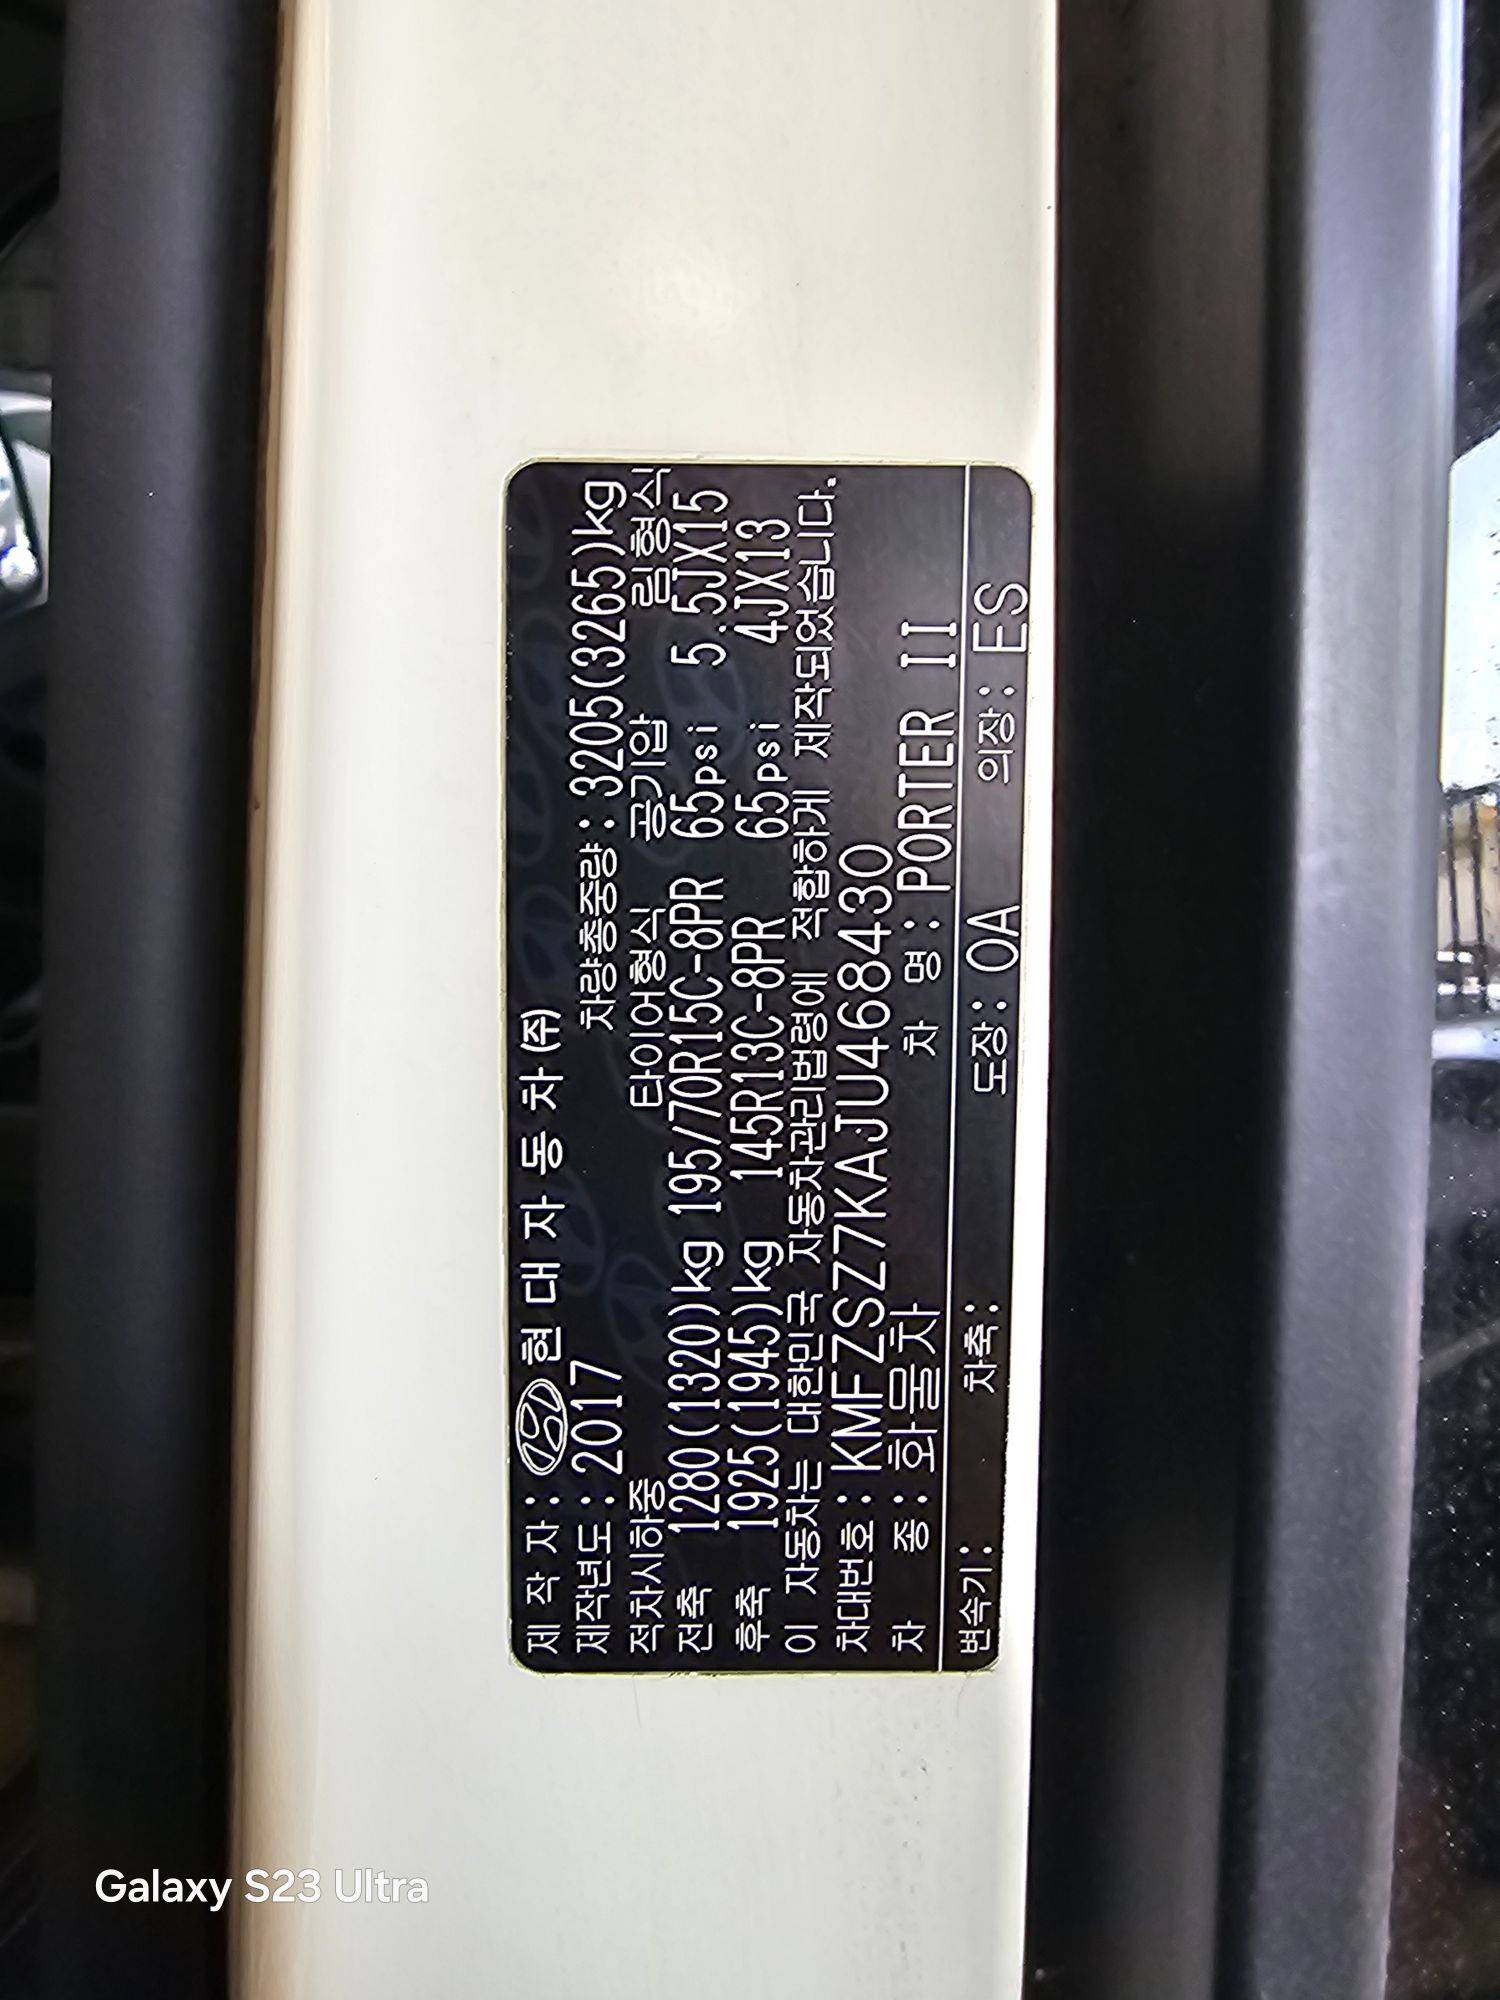 제 작 자 : 현 대 자 동 차 (주)
제작년도 : 2017 차량총중량 : 3205(3265)kg
적차시하중 타이어형식 공기압 림형식
전축 1280(1320)kg 195/70R15C-8PR 65psi 5.5JX15
후축 1925(1945)kg 145R13C-8PR 65psi 4JX13
이 자동차는 대한민국 자동차관리법령에 적합하게 제작되었습니다.
차대번호 : KMFZSZ7KAJU468430
차 종 : 화물차 차 명 : PORTER II
변속기 : 차축 : 도장 : OA 의장 : ES
Galaxy S23 Ultra